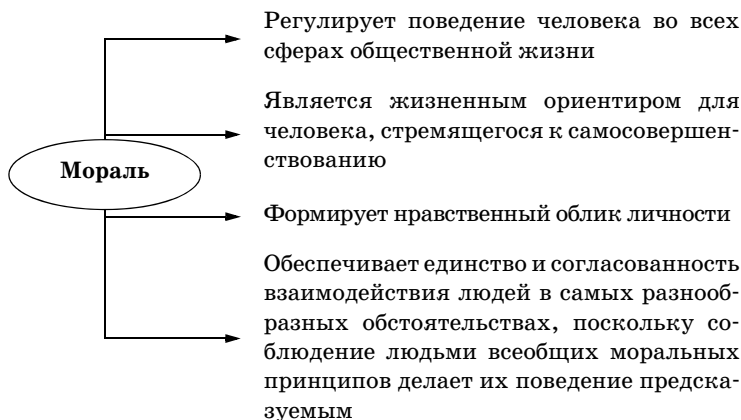 Регулирует поведение человека во всех
сферах общественной жизни
Является жизненным ориентиром для
человека, стремящегося к самосовершен-
ствованию
Мораль
Формирует нравственный облик личности
Обеспечивает единство и согласованность
взаимодействия людей в самых разнооб-
разных обстоятельствах, поскольку со-
блюдение людьми всеобщих моральных
принципов делает их поведение предска-
зуемым